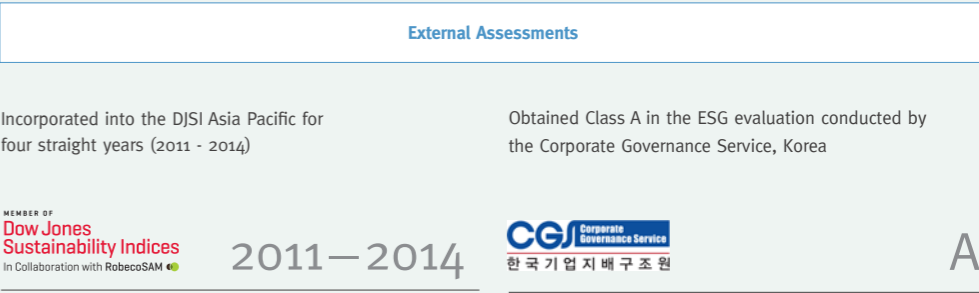 External Assessments
Incorporated into the DJSI Asia Pacific for
four straight years (2011 - 2014)
MEMBER OF
Dow Jones
Sustainability Indices
In Collaboration with RobecoSAM
2011—2014
Obtained Class A in the ESG evaluation conducted by
the Corporate Governance Service, Korea
CGS Corporate
Governance Service
한국기업지배구조원
A